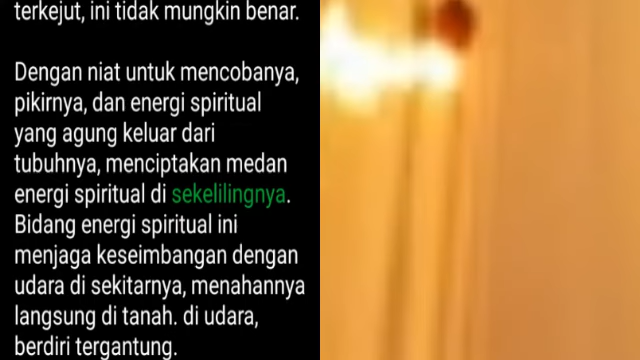 terkejut, ini tidak mungkin benar.
Dengan niat untuk mencobanya,
pikirnya, dan energi spiritual
yang agung keluar dari
tubuhnya, menciptakan medan
energi spiritual di sekelilingnya.
Bidang energi spiritual ini
menjaga keseimbangan dengan
udara di sekitarnya, menahannya
langsung di tanah. di udara,
berdiri tergantung.